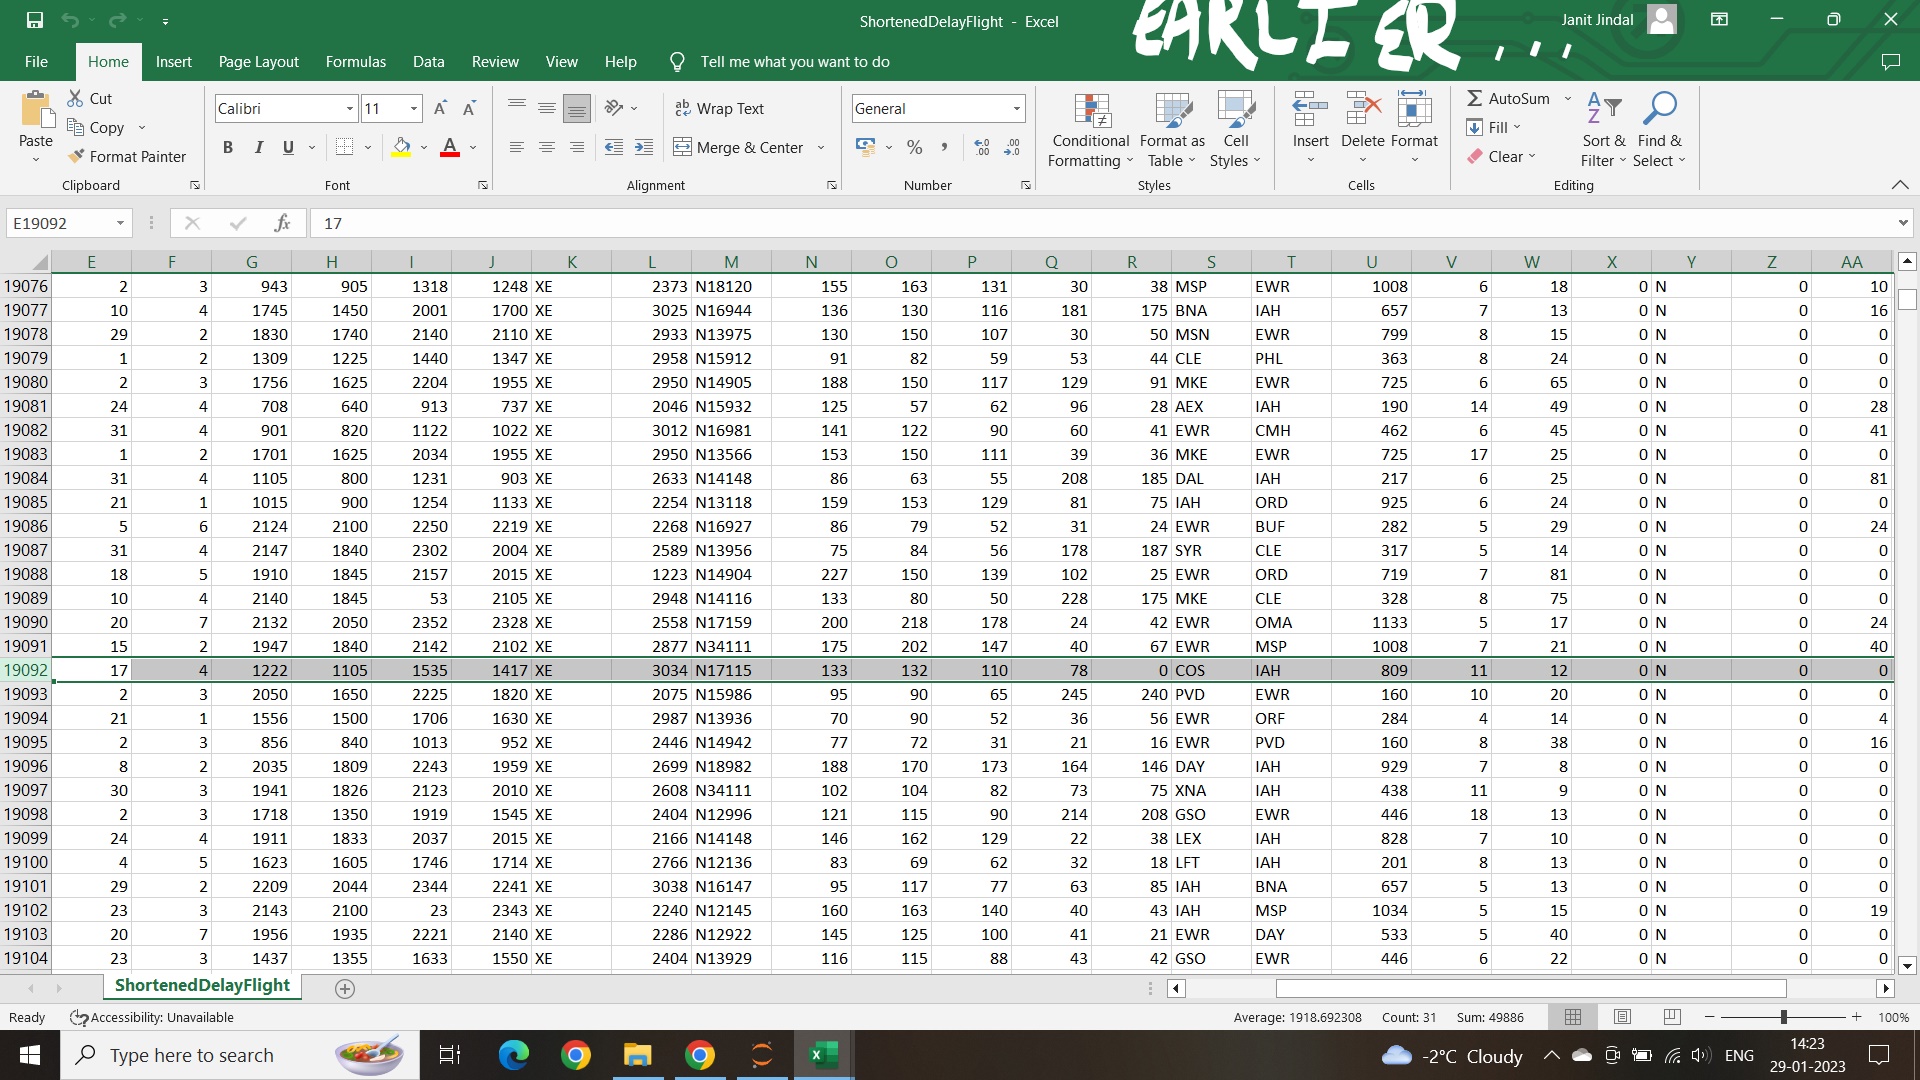 ShortenedDelayFlight - Excel
EARLIER , , , ,
Janit Jindal
File Home Insert Page Layout Formulas Data Review View Help Tell me what you want to do
Cut Calibri 11 Wrap Text General AutoSum
Paste Copy Conditional Formatting Format as Table Cell Styles Insert Delete Format Fill Sort & Filter Find & Select
Format Painter B I U A Merge & Center % , Clear
Clipboard Font Alignment Number Styles Cells Editing
E19092 fx 17
E F G H I J K L M N O P Q R S T U V W X Y Z AA
19076 2 3 943 905 1318 1248 XE 2373 N18120 155 163 131 30 38 MSP EWR 1008 6 18 0 N 0 10
19077 10 4 1745 1450 2001 1700 XE 3025 N16944 136 130 116 181 175 BNA IAH 657 7 13 0 N 0 16
19078 29 2 1830 1740 2140 2110 XE 2933 N13975 130 150 107 30 50 MSN EWR 799 8 15 0 N 0 0
19079 1 2 1309 1225 1440 1347 XE 2958 N15912 91 82 59 53 44 CLE PHL 363 8 24 0 N 0 0
19080 2 3 1756 1625 2204 1955 XE 2950 N14905 188 150 117 129 91 MKE EWR 725 6 65 0 N 0 0
19081 24 4 708 640 913 737 XE 2046 N15932 125 57 62 96 28 AEX IAH 190 14 49 0 N 0 28
19082 31 4 901 820 1122 1022 XE 3012 N16981 141 122 90 60 41 EWR CMH 462 6 45 0 N 0 41
19083 1 2 1701 1625 2034 1955 XE 2950 N13566 153 150 111 39 36 MKE EWR 725 17 25 0 N 0 0
19084 31 4 1105 800 1231 903 XE 2633 N14148 86 63 55 208 185 DAL IAH 217 6 25 0 N 0 81
19085 21 1 1015 900 1254 1133 XE 2254 N13118 159 153 129 81 75 IAH ORD 925 6 24 0 N 0 0
19086 5 6 2124 2100 2250 2219 XE 2268 N16927 86 79 52 31 24 EWR BUF 282 5 29 0 N 0 24
19087 31 4 2147 1840 2302 2004 XE 2589 N13956 75 84 56 178 187 SYR CLE 317 5 14 0 N 0 0
19088 18 5 1910 1845 2157 2015 XE 1223 N14904 227 150 139 102 25 EWR ORD 719 7 81 0 N 0 0
19089 10 4 2140 1845 53 2105 XE 2948 N14116 133 80 50 228 175 MKE CLE 328 8 75 0 N 0 0
19090 20 7 2132 2050 2352 2328 XE 2558 N17159 200 218 178 24 42 EWR OMA 1133 5 17 0 N 0 24
19091 15 2 1947 1840 2142 2102 XE 2877 N34111 175 202 147 40 67 EWR MSP 1008 7 21 0 N 0 40
19092 17 4 1222 1105 1535 1417 XE 3034 N17115 133 132 110 78 0 COS IAH 809 11 12 0 N 0 0
19093 2 3 2050 1650 2225 1820 XE 2075 N15986 95 90 65 245 240 PVD EWR 160 10 20 0 N 0 0
19094 21 1 1556 1500 1706 1630 XE 2987 N13936 70 90 52 36 56 EWR ORF 284 4 14 0 N 0 4
19095 2 3 856 840 1013 952 XE 2446 N14942 77 72 31 21 16 EWR PVD 160 8 38 0 N 0 16
19096 8 2 2035 1809 2243 1959 XE 2699 N18982 188 170 173 164 146 DAY IAH 929 7 8 0 N 0 0
19097 30 3 1941 1826 2123 2010 XE 2608 N34111 102 104 82 73 75 XNA IAH 438 11 9 0 N 0 0
19098 2 3 1718 1350 1919 1545 XE 2404 N12996 121 115 90 214 208 GSO EWR 446 18 13 0 N 0 0
19099 24 4 1911 1833 2037 2015 XE 2166 N14148 146 162 129 22 38 LEX IAH 828 7 10 0 N 0 0
19100 4 5 1623 1605 1746 1714 XE 2766 N12136 83 69 62 32 18 LFT IAH 201 8 13 0 N 0 0
19101 29 2 2209 2044 2344 2241 XE 3038 N16147 95 117 77 63 85 IAH BNA 657 5 13 0 N 0 0
19102 23 3 2143 2100 23 2343 XE 2240 N12145 160 163 140 40 43 IAH MSP 1034 5 15 0 N 0 19
19103 20 7 1956 1935 2221 2140 XE 2286 N12922 145 125 100 41 21 EWR DAY 533 5 40 0 N 0 0
19104 23 3 1437 1355 1633 1550 XE 2404 N13929 116 115 88 43 42 GSO EWR 446 6 22 0 N 0 0
ShortenedDelayFlight
Ready Accessibility: Unavailable Average: 1918.692308 Count: 31 Sum: 49886 100%
Type here to search -2°C Cloudy ENG 14:23
29-01-2023